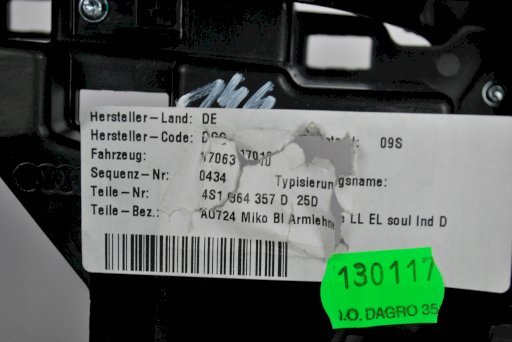 Hersteller-Land: DE
Hersteller-Code: 09S
Fahrzeug:
Sequenz-Nr: 0434 Typisierungsname:
Teile-Nr: 4S1 864 357 D 25D
Teile-Bez.: AU724 Miko Bl Armlehne LL EL soul Ind D
130117
I.O. DAGRO 35